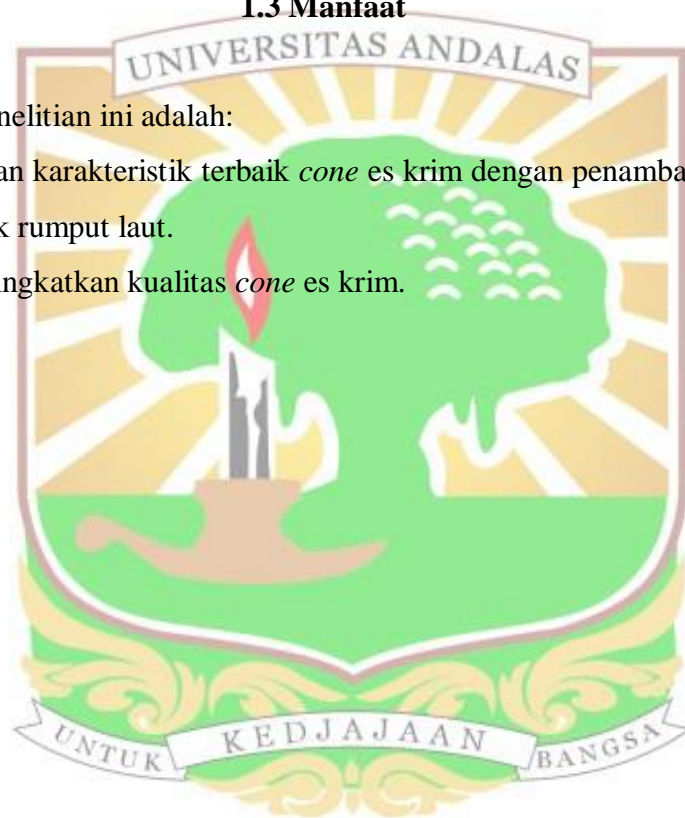 1.3 Manfaat
UNIVERSITAS ANDALAS
nelitian ini adalah:
an karakteristik terbaik cone es krim dengan penamba
k rumput laut.
ingkatkan kualitas cone es krim.
UNTUK KEDJAJAAN BANGSA